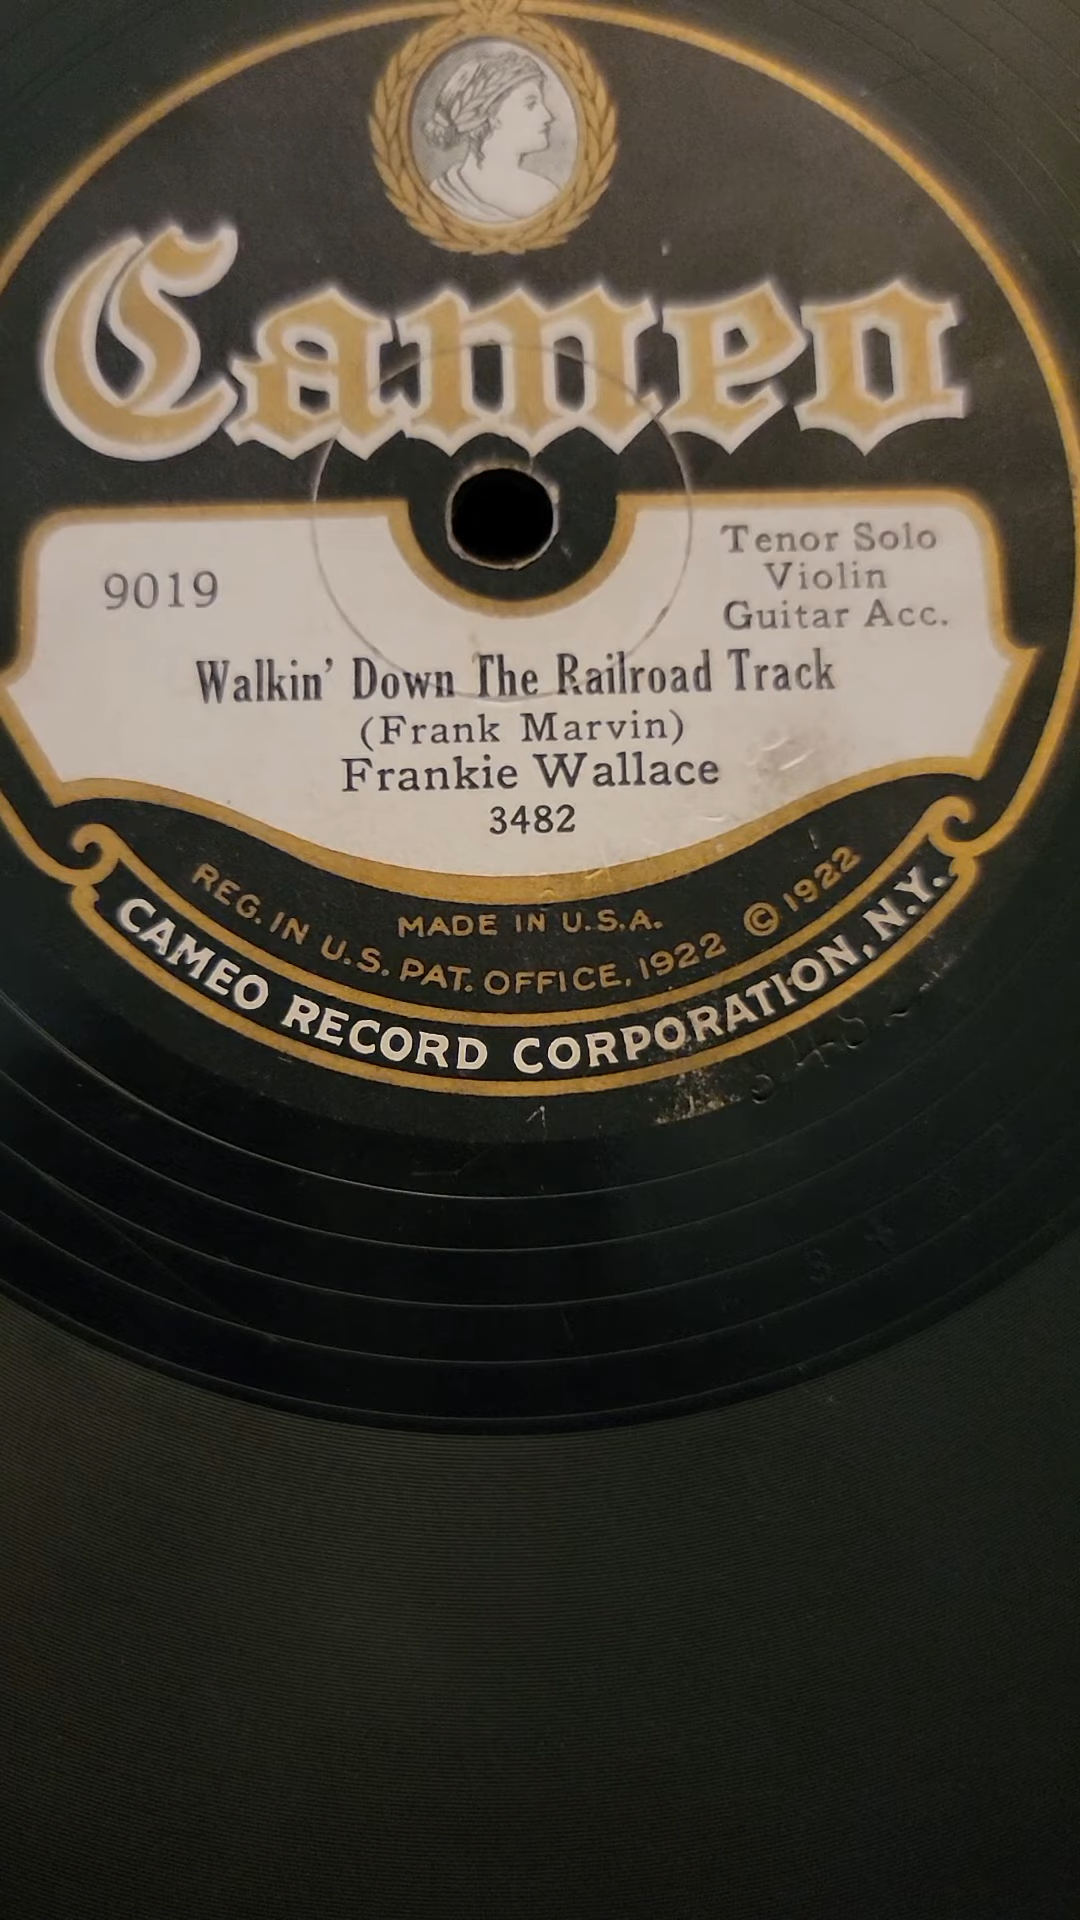 Cameo
9019
Tenor Solo
Violin
Guitar Acc.
Walkin' Down The Railroad Track
(Frank Marvin)
Frankie Wallace
3482
MADE IN U.S.A.
REG. IN U.S. PAT. OFFICE, 1922 © 1922
CAMEO RECORD CORPORATION, N.Y.
3482